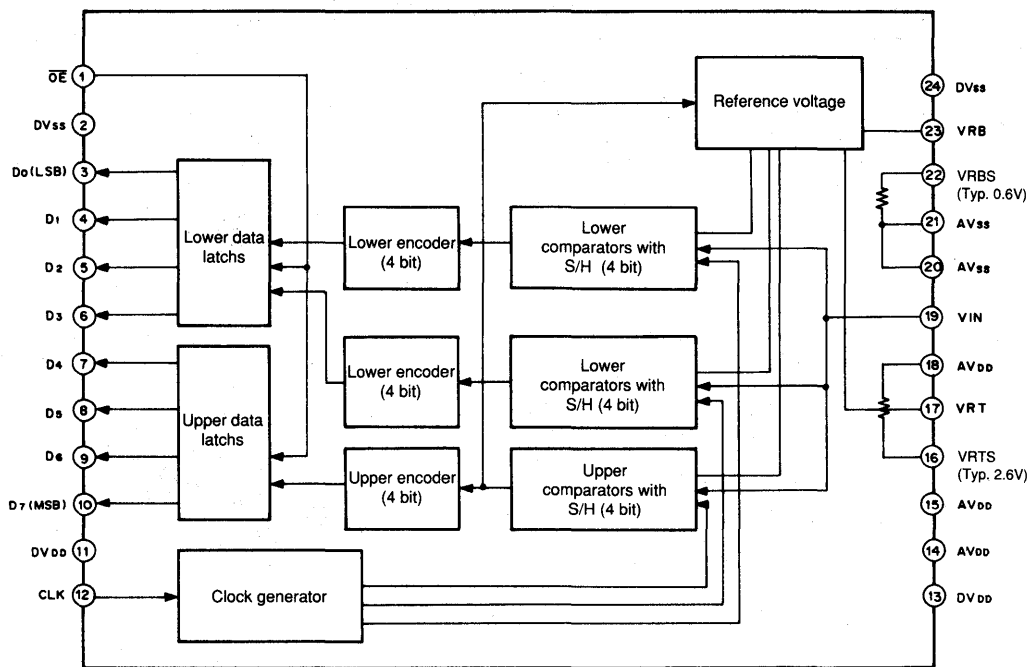 OE
1
DVss
2
Do(LSB)
3
D1
4
D2
5
D3
6
D4
7
D5
8
D6
9
D7(MSB)
10
DVDD
11
CLK
12
Lower data
latchs
Upper data
latchs
Lower encoder
(4 bit)
Lower encoder
(4 bit)
Upper encoder
(4 bit)
Lower
comparators with
S/H (4 bit)
Lower
comparators with
S/H (4 bit)
Upper
comparators with
S/H (4 bit)
Clock generator
Reference voltage
24
DVss
23
VRB
22
VRBS
(Typ. 0.6V)
21
AVss
20
AVss
19
VIN
18
AVDD
17
VRT
16
VRTS
(Typ. 2.6V)
15
AVDD
14
AVDD
13
DVDD